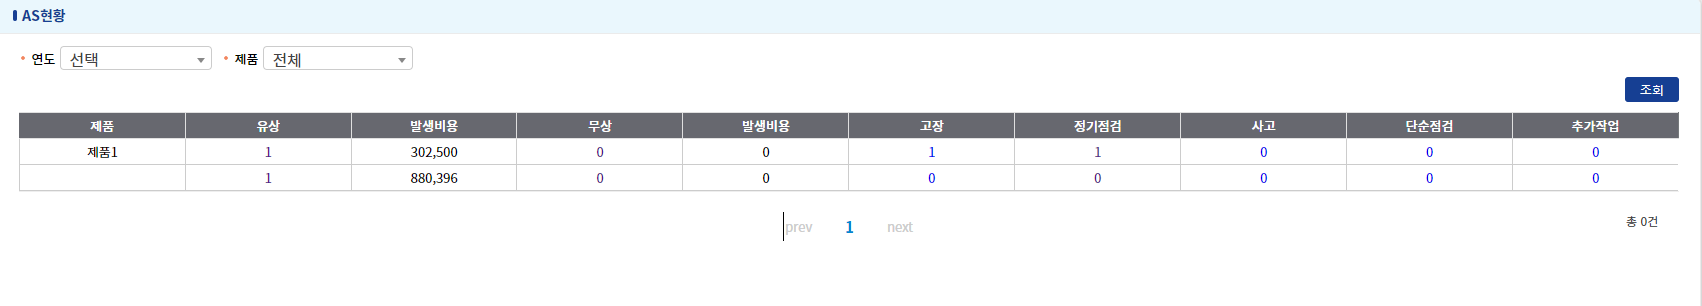 AS현황
* 연도 선택 * 제품 전체
조회
제품 유상 발생비용 무상 발생비용 고장 정기점검 사고 단순점검 추가작업
제품1 1 302,500 0 0 1 1 0 0 0
1 880,396 0 0 0 0 0 0 0
prev 1 next 총 0건